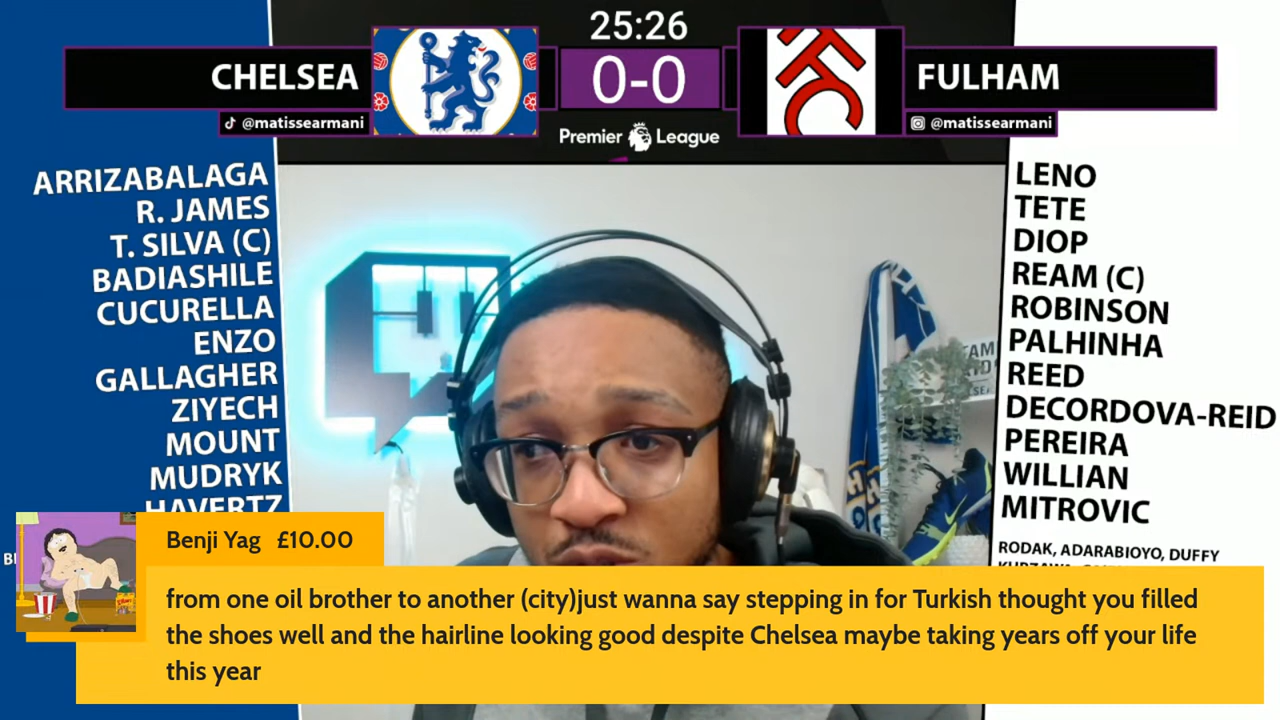 25:26
CHELSEA
0-0
FULHAM
@matissearmani
Premier League
@matissearmani
ARRIZABALAGA
R. JAMES
T. SILVA (C)
BADIASHILE
CUCURELLA
ENZO
GALLAGHER
ZIYECH
MOUNT
MUDRYK
HAVERTZ
LENO
TETE
DIOP
REAM (C)
ROBINSON
PALHINHA
REED
DECORDOVA-REID
PEREIRA
WILLIAN
MITROVIC
RODAK, ADARABIOYO, DUFFY
FFC
Benji Yag £10.00
from one oil brother to another (city)just wanna say stepping in for Turkish thought you filled
the shoes well and the hairline looking good despite Chelsea maybe taking years off your life
this year